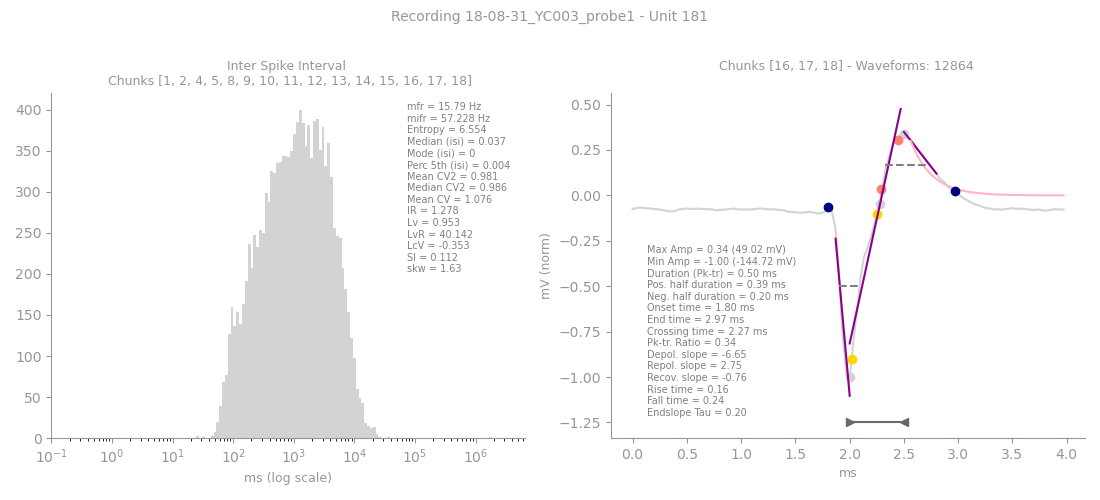 Recording 18-08-31_YC003_probe1 - Unit 181
Inter Spike Interval
Chunks [1, 2, 4, 5, 8, 9, 10, 11, 12, 13, 14, 15, 16, 17, 18]
400
350
300
250
200
150
100
50
0
mfr = 15.79 Hz
mifr = 57.228 Hz
Entropy = 6.554
Median (isi) = 0.037
Mode (isi) = 0
Perc 5th (isi) = 0.004
Mean CV2 = 0.981
Median CV2 = 0.986
Mean CV = 1.076
IR = 1.278
Lv = 0.953
LvR = 40.142
LcV = -0.353
SI = 0.112
skw = 1.63
10⁻¹ 10⁰ 10¹ 10² 10³ 10⁴ 10⁵ 10⁶
ms (log scale)
Chunks [16, 17, 18] - Waveforms: 12864
mV (norm)
0.50
0.25
0.00
−0.25
−0.50
−0.75
−1.00
−1.25
Max Amp = 0.34 (49.02 mV)
Min Amp = -1.00 (-144.72 mV)
Duration (Pk-tr) = 0.50 ms
Pos. half duration = 0.39 ms
Neg. half duration = 0.20 ms
Onset time = 1.80 ms
End time = 2.97 ms
Crossing time = 2.27 ms
Pk-tr. Ratio = 0.34
Depol. slope = -6.65
Repol. slope = 2.75
Recov. slope = -0.76
Rise time = 0.16
Fall time = 0.24
Endslope Tau = 0.20
0.0 0.5 1.0 1.5 2.0 2.5 3.0 3.5 4.0
ms